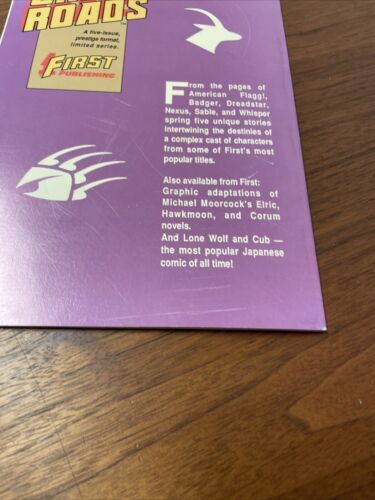 ROADS™
A five-issue,
prestige format,
limited series.
FIRST
PUBLISHING
From the pages of
American Flagg!,
Badger, Dreadstar,
Nexus, Sable, and Whisper
spring five unique stories
intertwining the destinies of
a complex cast of characters
from some of First's most
popular titles.
Also available from First:
Graphic adaptations of
Michael Moorcock's Elric,
Hawkmoon, and Corum
novels.
And Lone Wolf and Cub —
the most popular Japanese
comic of all time!